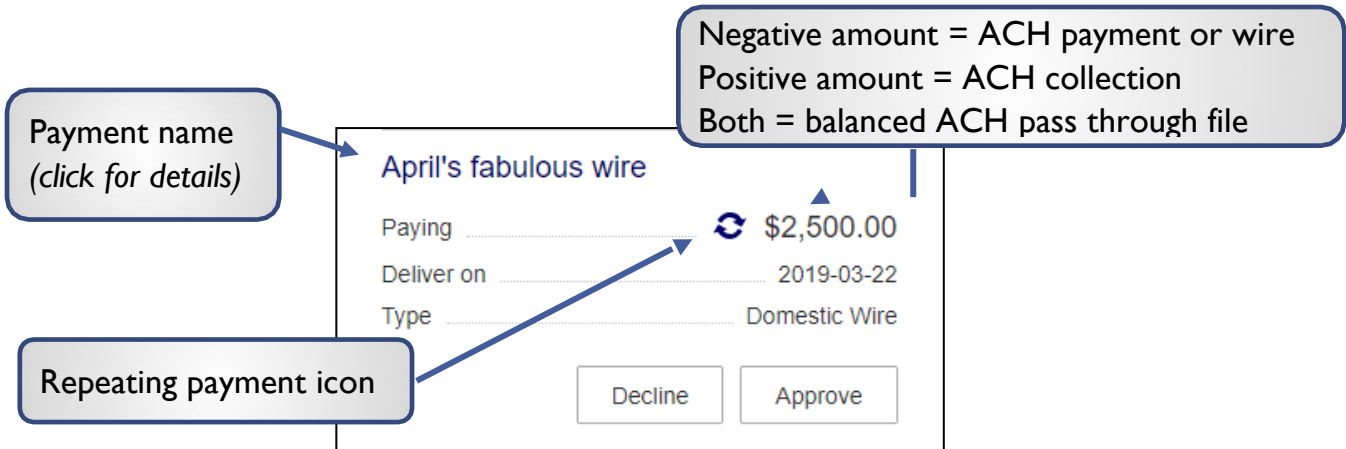 Negative amount = ACH payment or wire
Positive amount = ACH collection
Both = balanced ACH pass through file
Payment name
(click for details)
April's fabulous wire
Paying $2,500.00
Deliver on 2019-03-22
Type Domestic Wire
Repeating payment icon
Decline Approve